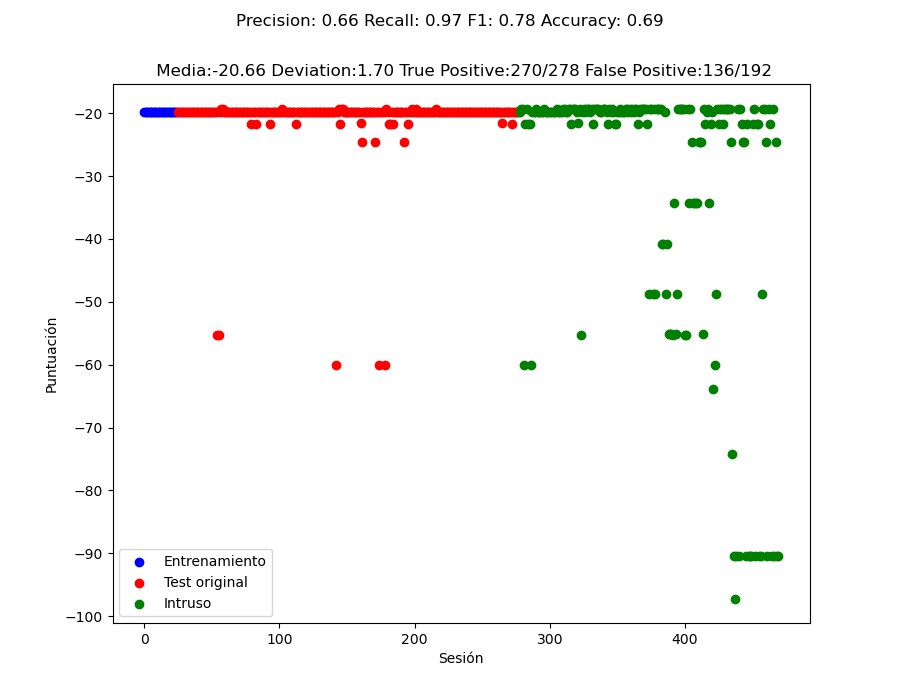 Precision: 0.66 Recall: 0.97 F1: 0.78 Accuracy: 0.69
Media:-20.66 Deviation:1.70 True Positive:270/278 False Positive:136/192
−20
−30
−40
−50
−60
−70
−80
−90
−100
Puntuación
Entrenamiento
Test original
Intruso
0 100 200 300 400
Sesión